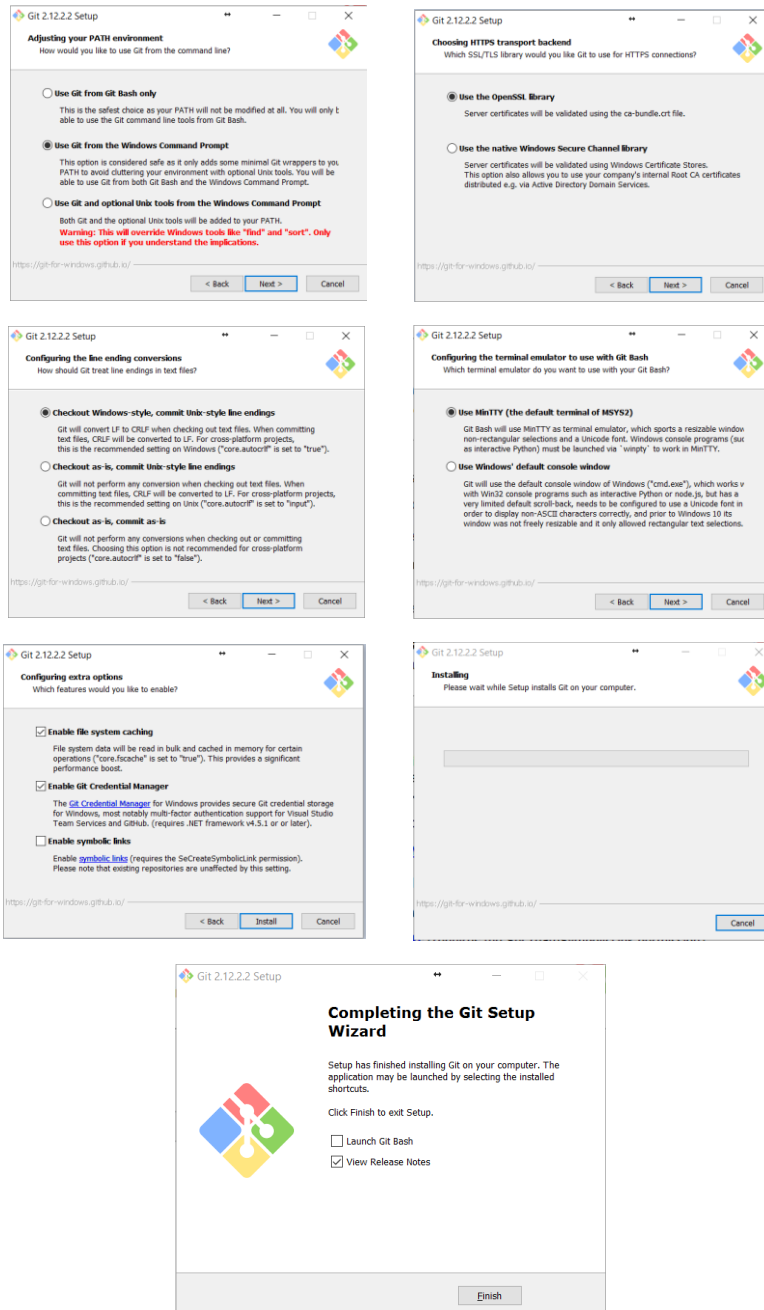 Git 2.12.2.2 Setup
Adjusting your PATH environment
How would you like to use Git from the command line?
Use Git from Git Bash only
This is the safest choice as your PATH will not be modified at all. You will only b
able to use the Git command line tools from Git Bash.
Use Git from the Windows Command Prompt
This option is considered safe as it only adds some minimal Git wrappers to you
PATH to avoid cluttering your environment with optional Unix tools. You will be
able to use Git from both Git Bash and the Windows Command Prompt.
Use Git and optional Unix tools from the Windows Command Prompt
Both Git and the optional Unix tools will be added to your PATH.
Warning: This will override Windows tools like "find" and "sort". Only
use this option if you understand the implications.
https://git-for-windows.github.io/
< Back Next > Cancel
Git 2.12.2.2 Setup
Choosing HTTPS transport backend
Which SSL/TLS library would you like Git to use for HTTPS connections?
Use the OpenSSL library
Server certificates will be validated using the ca-bundle.crt file.
Use the native Windows Secure Channel library
Server certificates will be validated using Windows Certificate Stores.
This option also allows you to use your company's internal Root CA certificates
distributed e.g. via Active Directory Domain Services.
https://git-for-windows.github.io/
< Back Next > Cancel
Git 2.12.2.2 Setup
Configuring the line ending conversions
How should Git treat line endings in text files?
Checkout Windows-style, commit Unix-style line endings
Git will convert LF to CRLF when checking out text files. When committing
text files, CRLF will be converted to LF. For cross-platform projects,
this is the recommended setting on Windows ("core.autocrlf" is set to "true").
Checkout as-is, commit Unix-style line endings
Git will not perform any conversion when checking out text files. When
committing text files, CRLF will be converted to LF. For cross-platform projects,
this is the recommended setting on Unix ("core.autocrlf" is set to "input").
Checkout as-is, commit as-is
Git will not perform any conversions when checking out or committing
text files. Choosing this option is not recommended for cross-platform
projects ("core.autocrlf" is set to "false").
https://git-for-windows.github.io/
< Back Next > Cancel
Git 2.12.2.2 Setup
Configuring the terminal emulator to use with Git Bash
Which terminal emulator do you want to use with your Git Bash?
Use MinTTY (the default terminal of MSYS2)
Git Bash will use MinTTY as terminal emulator, which sports a resizable window
non-rectangular selections and a Unicode font. Windows console programs (suc
as interactive Python) must be launched via `winpty` to work in MinTTY.
Use Windows' default console window
Git will use the default console window of Windows ("cmd.exe"), which works w
with Win32 console programs such as interactive Python or node.js, but has a
very limited default scroll-back, needs to be configured to use a Unicode font in
order to display non-ASCII characters correctly, and prior to Windows 10 its
window was not freely resizable and it only allowed rectangular text selections.
https://git-for-windows.github.io/
< Back Next > Cancel
Git 2.12.2.2 Setup
Configuring extra options
Which features would you like to enable?
Enable file system caching
File system data will be read in bulk and cached in memory for certain
operations ("core.fscache" is set to "true"). This provides a significant
performance boost.
Enable Git Credential Manager
The Git Credential Manager for Windows provides secure Git credential storage
for Windows, most notably multi-factor authentication support for Visual Studio
Team Services and GitHub. (requires .NET framework v4.5.1 or or later).
Enable symbolic links
Enable symbolic links (requires the SeCreateSymbolicLink permission).
Please note that existing repositories are unaffected by this setting.
https://git-for-windows.github.io/
< Back Install Cancel
Git 2.12.2.2 Setup
Installing
Please wait while Setup installs Git on your computer.
https://git-for-windows.github.io/
Cancel
Git 2.12.2.2 Setup
Completing the Git Setup
Wizard
Setup has finished installing Git on your computer. The
application may be launched by selecting the installed
shortcuts.
Click Finish to exit Setup.
Launch Git Bash
View Release Notes
Finish